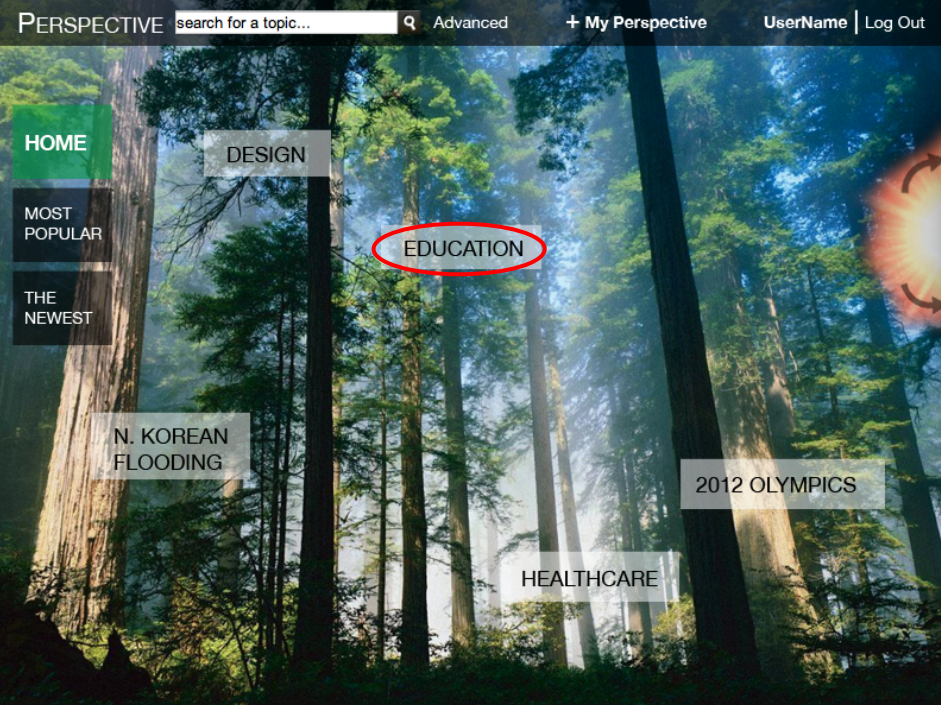 PERSPECTIVE search for a topic... Advanced + My Perspective UserName | Log Out
HOME
DESIGN
MOST
POPULAR
EDUCATION
THE
NEWEST
N. KOREAN
FLOODING
2012 OLYMPICS
HEALTHCARE